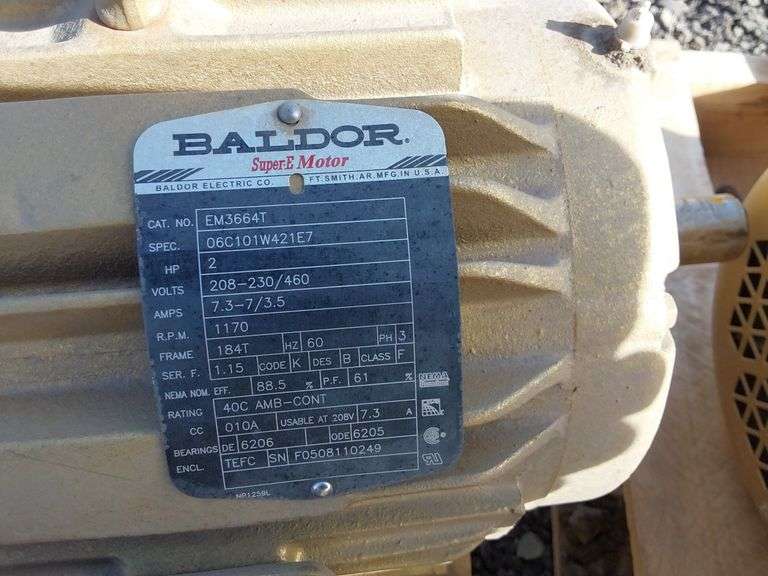 BALDOR.
Super-E Motor
BALDOR ELECTRIC CO. FT.SMITH.AR.MFG.IN U.S.A.
CAT. NO. EM3664T
SPEC. 06C101W421E7
HP 2
VOLTS 208-230/460
AMPS 7.3-7/3.5
R.P.M. 1170
FRAME 184T HZ 60 PH 3
SER. F. 1.15 CODE K DES B CLASS F
NEMA NOM. EFF. 88.5 % P.F. 61 % NEMA
RATING 40C AMB-CONT
CC 010A USABLE AT 208V 7.3 A
BEARINGS DE 6206 ODE 6205
ENCL. TEFC SN F0508110249
NP1259L